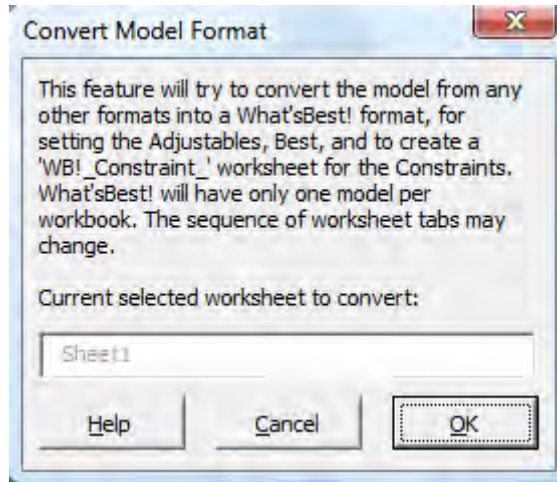 Convert Model Format
This feature will try to convert the model from any
other formats into a What'sBest! format, for
setting the Adjustables, Best, and to create a
'WB!_Constraint_' worksheet for the Constraints.
What'sBest! will have only one model per
workbook. The sequence of worksheet tabs may
change.
Current selected worksheet to convert:
Sheet1
Help Cancel OK